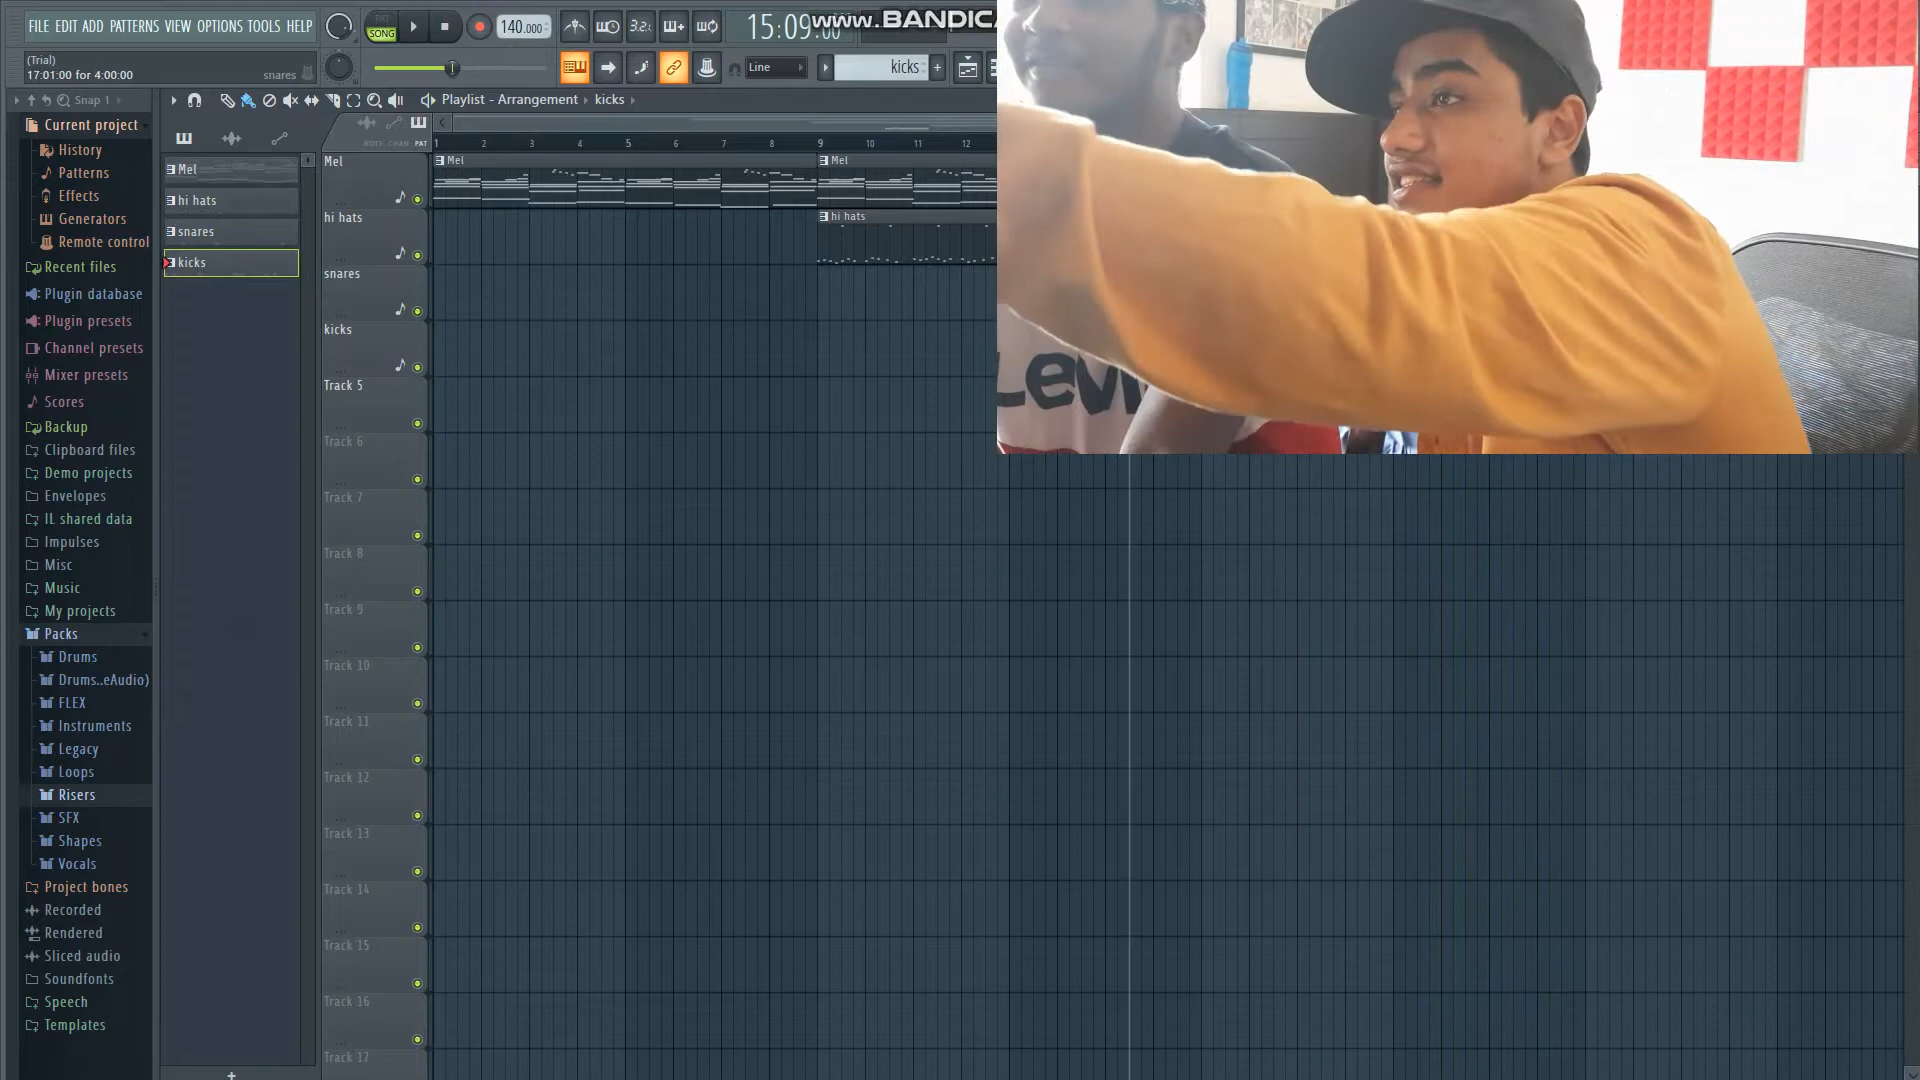 FILE EDIT ADD PATTERNS VIEW OPTIONS TOOLS HELP
PAT
SONG
140.000
3.2.
15:09:00
www.BANDICA
(Trial)
17:01:00 for 4:00:00
snares
Line
kicks
+
Snap 1
Playlist - Arrangement › kicks ›
Current project
History
Patterns
Effects
Generators
Remote control
Recent files
Plugin database
Plugin presets
Channel presets
Mixer presets
Scores
Backup
Clipboard files
Demo projects
Envelopes
IL shared data
Impulses
Misc
Music
My projects
Packs
Drums
Drums..eAudio)
FLEX
Instruments
Legacy
Loops
Risers
SFX
Shapes
Vocals
Project bones
Recorded
Rendered
Sliced audio
Soundfonts
Speech
Templates
Mel
hi hats
snares
kicks
+
NOTE CHAN PAT
1 2 3 4 5 6 7 8 9 10 11 12
Mel
Mel
Mel
hi hats
hi hats
snares
kicks
Track 5
Track 6
Track 7
Track 8
Track 9
Track 10
Track 11
Track 12
Track 13
Track 14
Track 15
Track 16
Track 17
Levi